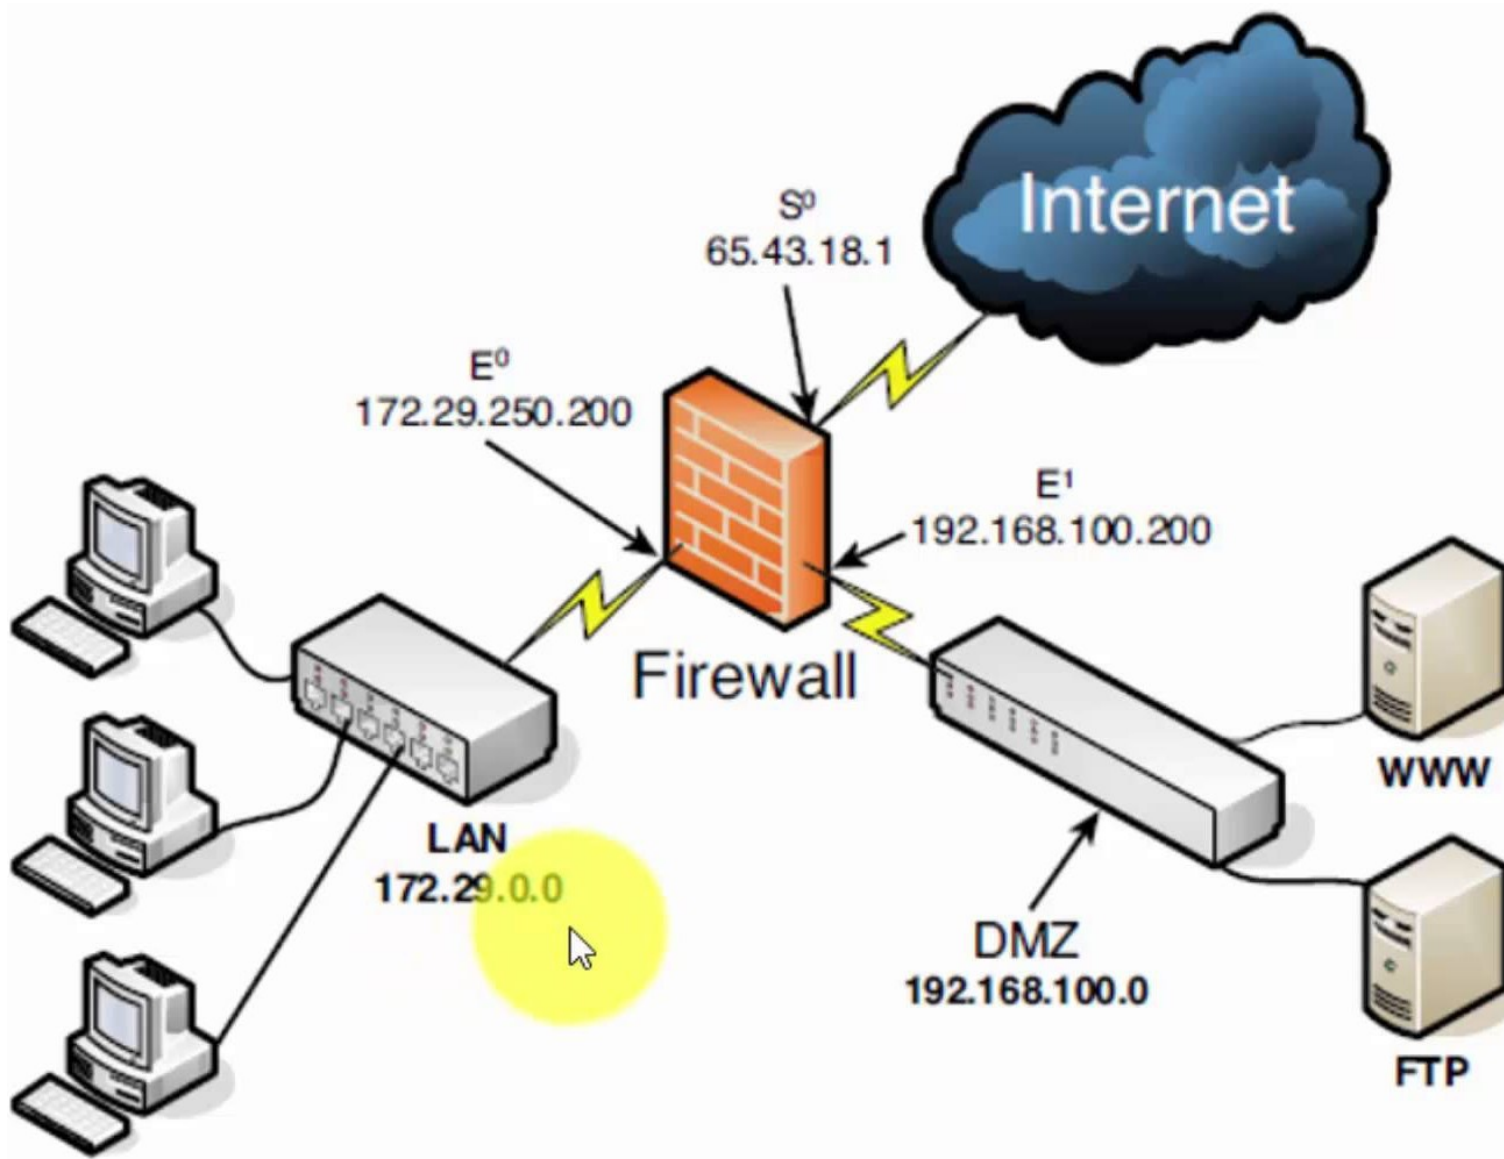 Internet
S⁰
65.43.18.1
E⁰
172.29.250.200
E¹
192.168.100.200
Firewall
WWW
LAN
172.29.0.0
DMZ
192.168.100.0
FTP